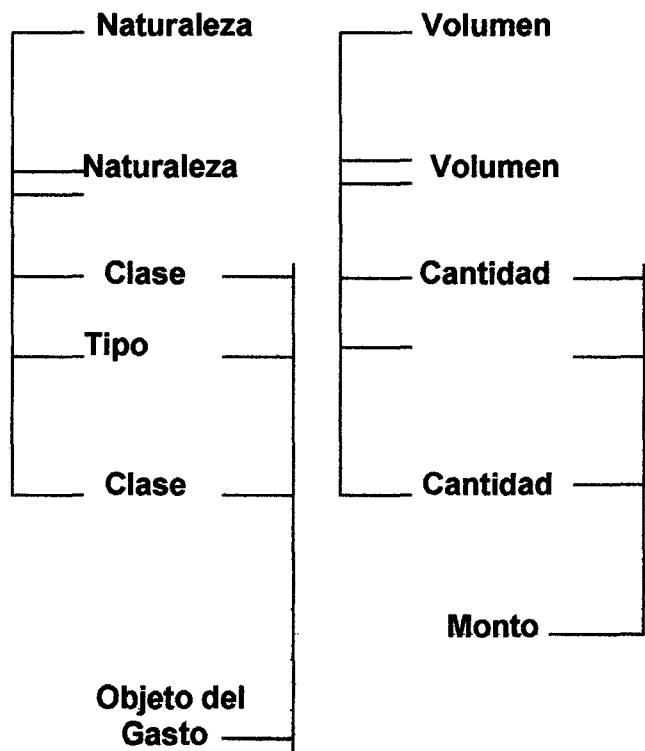 Naturaleza Volumen
Naturaleza Volumen
Clase Cantidad
Tipo
Clase Cantidad
Monto
Objeto del
Gasto